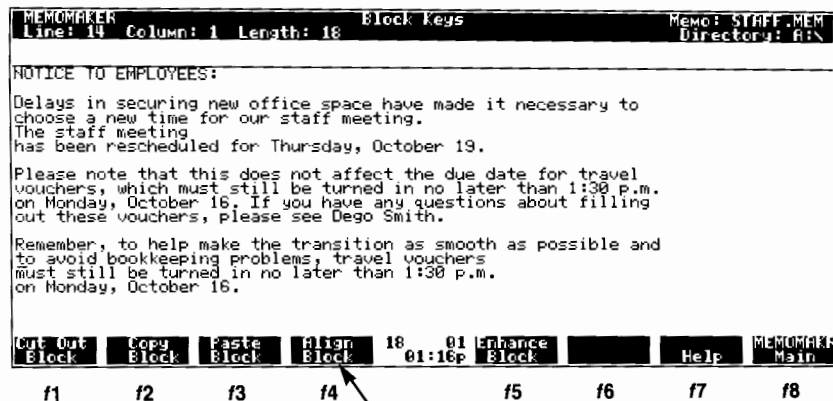 MEMOMAKER Block Keys Memo: STAFF.MEM
Line: 14 Column: 1 Length: 18 Directory: A:\
NOTICE TO EMPLOYEES:
Delays in securing new office space have made it necessary to
choose a new time for our staff meeting.
The staff meeting
has been rescheduled for Thursday, October 19.
Please note that this does not affect the due date for travel
vouchers, which must still be turned in no later than 1:30 p.m.
on Monday, October 16. If you have any questions about filling
out these vouchers, please see Dego Smith.
Remember, to help make the transition as smooth as possible and
to avoid bookkeeping problems, travel vouchers
must still be turned in no later than 1:30 p.m.
on Monday, October 16.
Cut Out Copy Paste Align 18 01 Enhance MEMOMAKR
Block Block Block Block 01:16p Block Help Main
f1 f2 f3 f4 f5 f6 f7 f8